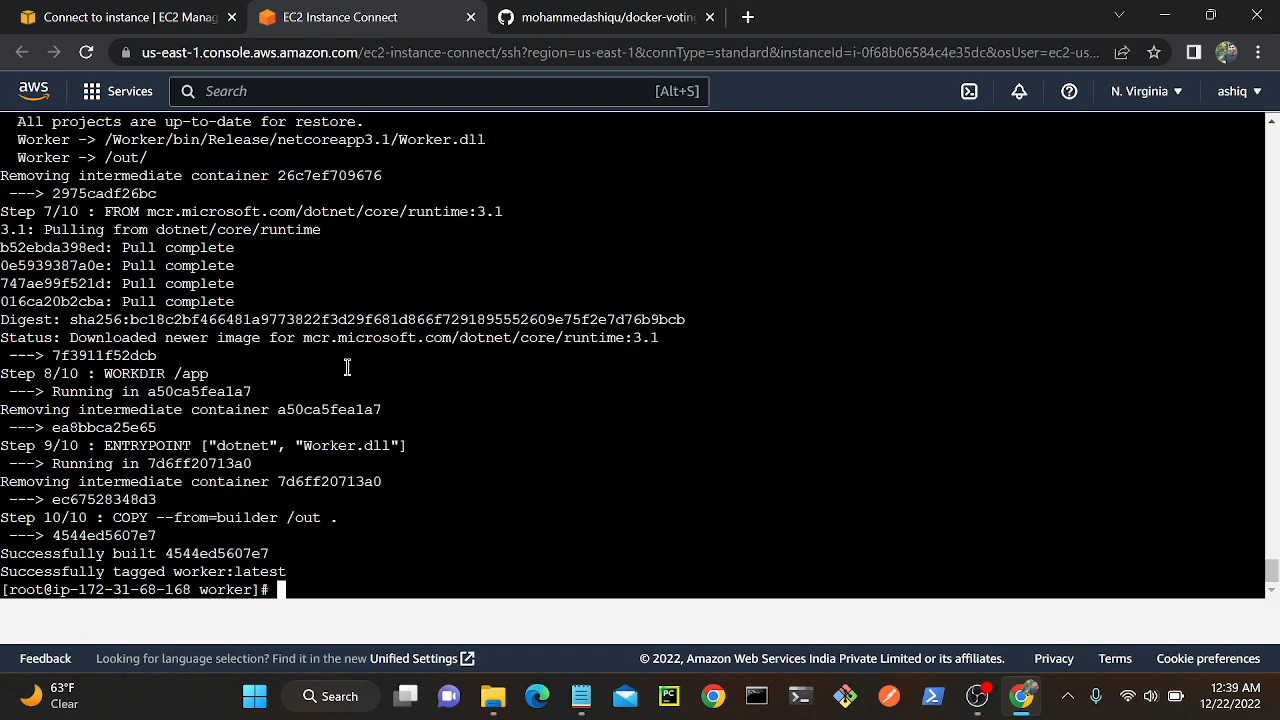 Connect to instance | EC2 Manag
EC2 Instance Connect
mohammedashiqu/docker-voting
us-east-1.console.aws.amazon.com/ec2-instance-connect/ssh?region=us-east-1&connType=standard&instanceId=i-0f68b06584c4e35dc&osUser=ec2-us...
aws
Services
Search
[Alt+S]
N. Virginia
ashiq
All projects are up-to-date for restore.
Worker -> /Worker/bin/Release/netcoreapp3.1/Worker.dll
Worker -> /out/
Removing intermediate container 26c7ef709676
---> 2975cadf26bc
Step 7/10 : FROM mcr.microsoft.com/dotnet/core/runtime:3.1
3.1: Pulling from dotnet/core/runtime
b52ebda398ed: Pull complete
0e5939387a0e: Pull complete
747ae99f521d: Pull complete
016ca20b2cba: Pull complete
Digest: sha256:bc18c2bf466481a9773822f3d29f681d866f7291895552609e75f2e7d76b9bcb
Status: Downloaded newer image for mcr.microsoft.com/dotnet/core/runtime:3.1
---> 7f3911f52dcb
Step 8/10 : WORKDIR /app
---> Running in a50ca5fea1a7
Removing intermediate container a50ca5fea1a7
---> ea8bbca25e65
Step 9/10 : ENTRYPOINT ["dotnet", "Worker.dll"]
---> Running in 7d6ff20713a0
Removing intermediate container 7d6ff20713a0
---> ec67528348d3
Step 10/10 : COPY --from=builder /out .
---> 4544ed5607e7
Successfully built 4544ed5607e7
Successfully tagged worker:latest
[root@ip-172-31-68-168 worker]#
Feedback
Looking for language selection? Find it in the new Unified Settings
© 2022, Amazon Web Services India Private Limited or its affiliates.
Privacy
Terms
Cookie preferences
63°F
Clear
Search
PC
12:39 AM
12/22/2022